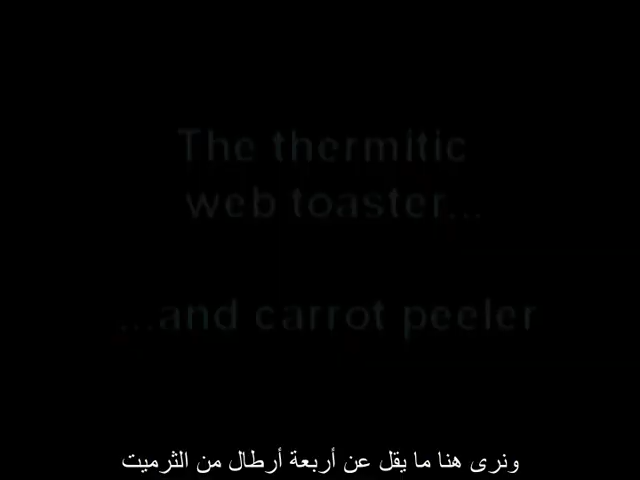 The thermitic
web toaster...
...and carrot peeler
ونرى هنا ما يقل عن أربعة أرطال من الثرميت